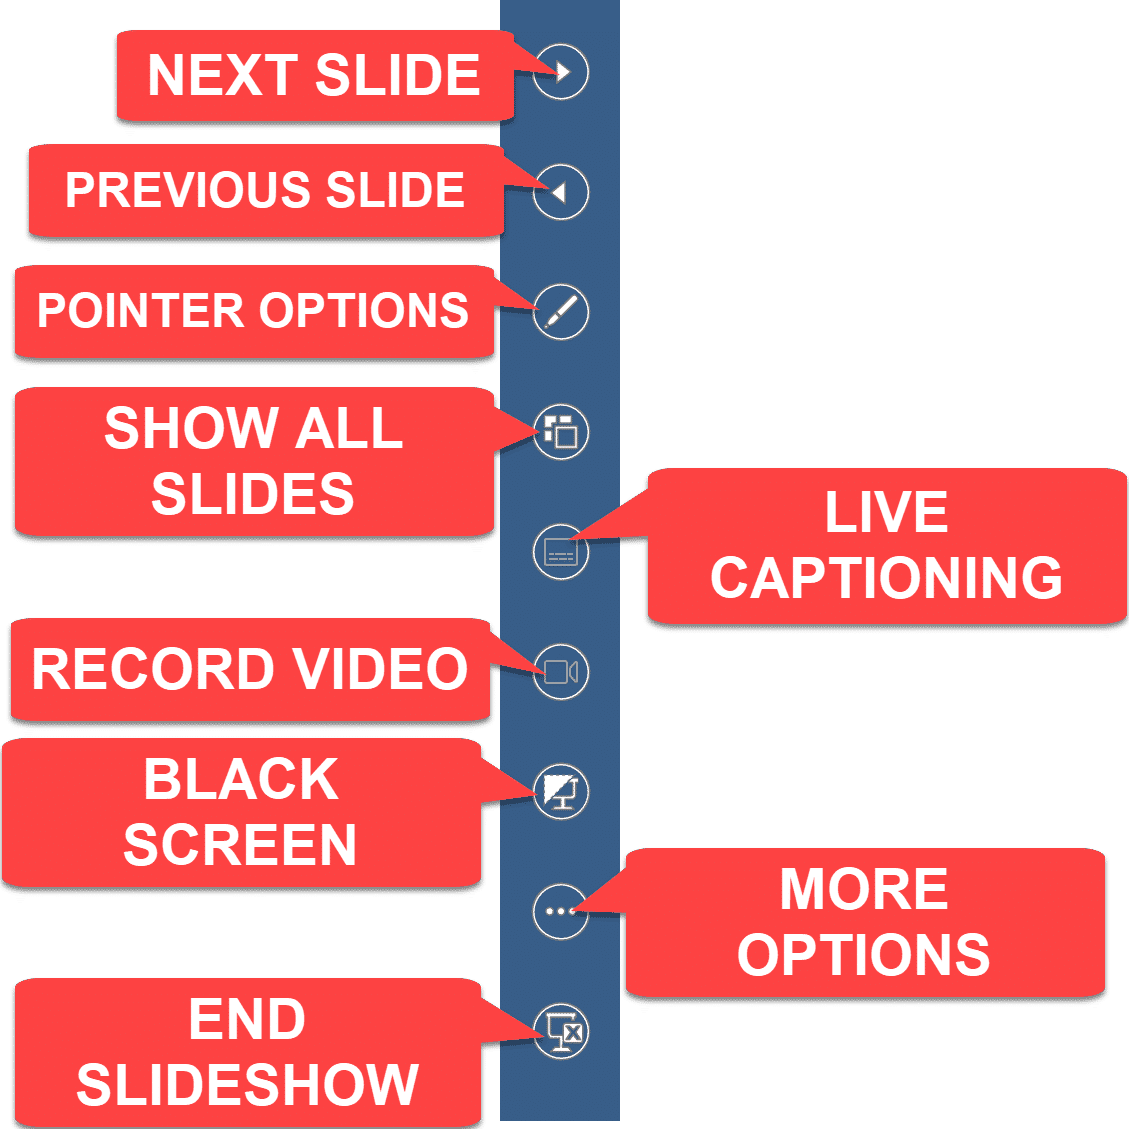 NEXT SLIDE
PREVIOUS SLIDE
POINTER OPTIONS
SHOW ALL
SLIDES
LIVE
CAPTIONING
RECORD VIDEO
BLACK
SCREEN
MORE
OPTIONS
END
SLIDESHOW